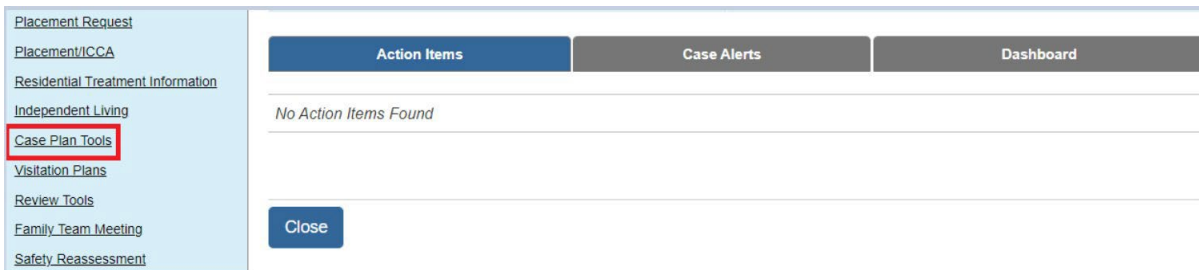 Placement Request
Placement/ICCA
Residential Treatment Information
Independent Living
Case Plan Tools
Visitation Plans
Review Tools
Family Team Meeting
Safety Reassessment
Action Items
Case Alerts
Dashboard
No Action Items Found
Close